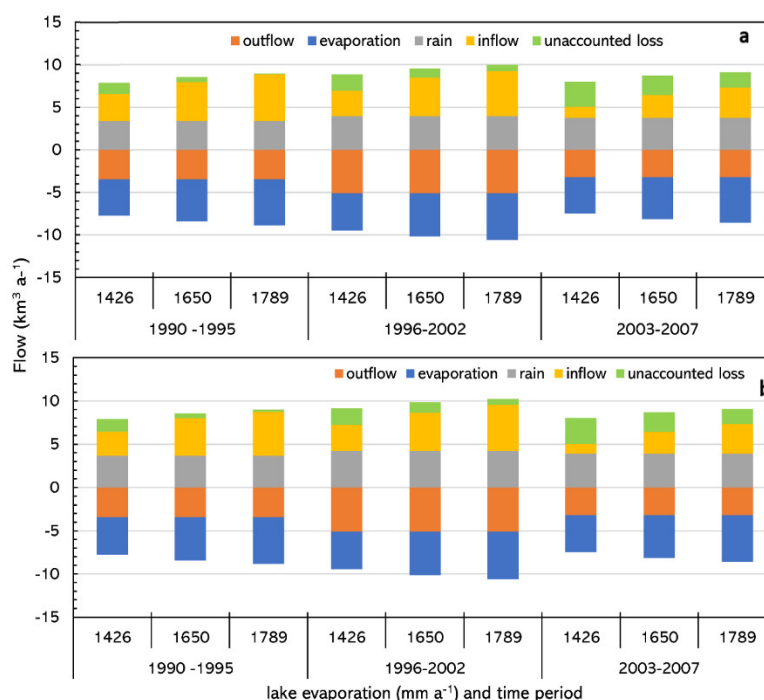 15
outflow evaporation rain inflow unaccounted loss a
10
5
0
-5
-10
-15
1426 1650 1789 1426 1650 1789 1426 1650 1789
1990 -1995 1996-2002 2003-2007
Flow (km³ a-¹)
15
outflow evaporation rain inflow unaccounted loss b
10
5
0
-5
-10
-15
1426 1650 1789 1426 1650 1789 1426 1650 1789
1990 -1995 1996-2002 2003-2007
lake evaporation (mm a-¹) and time period